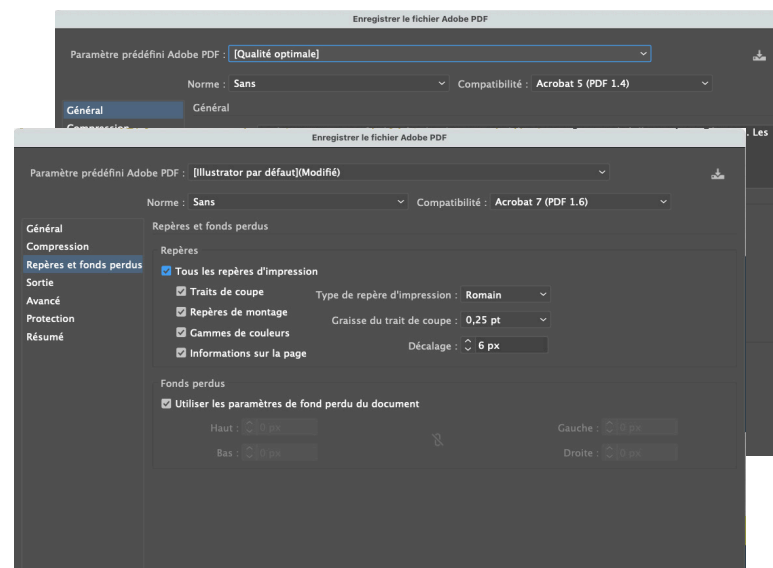 Enregistrer le fichier Adobe PDF
Paramètre prédéfini Adobe PDF : [Qualité optimale]
Norme : Sans Compatibilité : Acrobat 5 (PDF 1.4)
Général Général
Compression . Les
Enregistrer le fichier Adobe PDF
Paramètre prédéfini Adobe PDF : [Illustrator par défaut](Modifié)
Norme : Sans Compatibilité : Acrobat 7 (PDF 1.6)
Général
Compression
Repères et fonds perdus
Sortie
Avancé
Protection
Résumé
Repères et fonds perdus
Repères
Tous les repères d'impression
Traits de coupe
Repères de montage
Gammes de couleurs
Informations sur la page
Type de repère d'impression : Romain
Graisse du trait de coupe : 0,25 pt
Décalage : 6 px
Fonds perdus
Utiliser les paramètres de fond perdu du document
Haut : 0 px Gauche : 0 px
Bas : 0 px Droite : 0 px